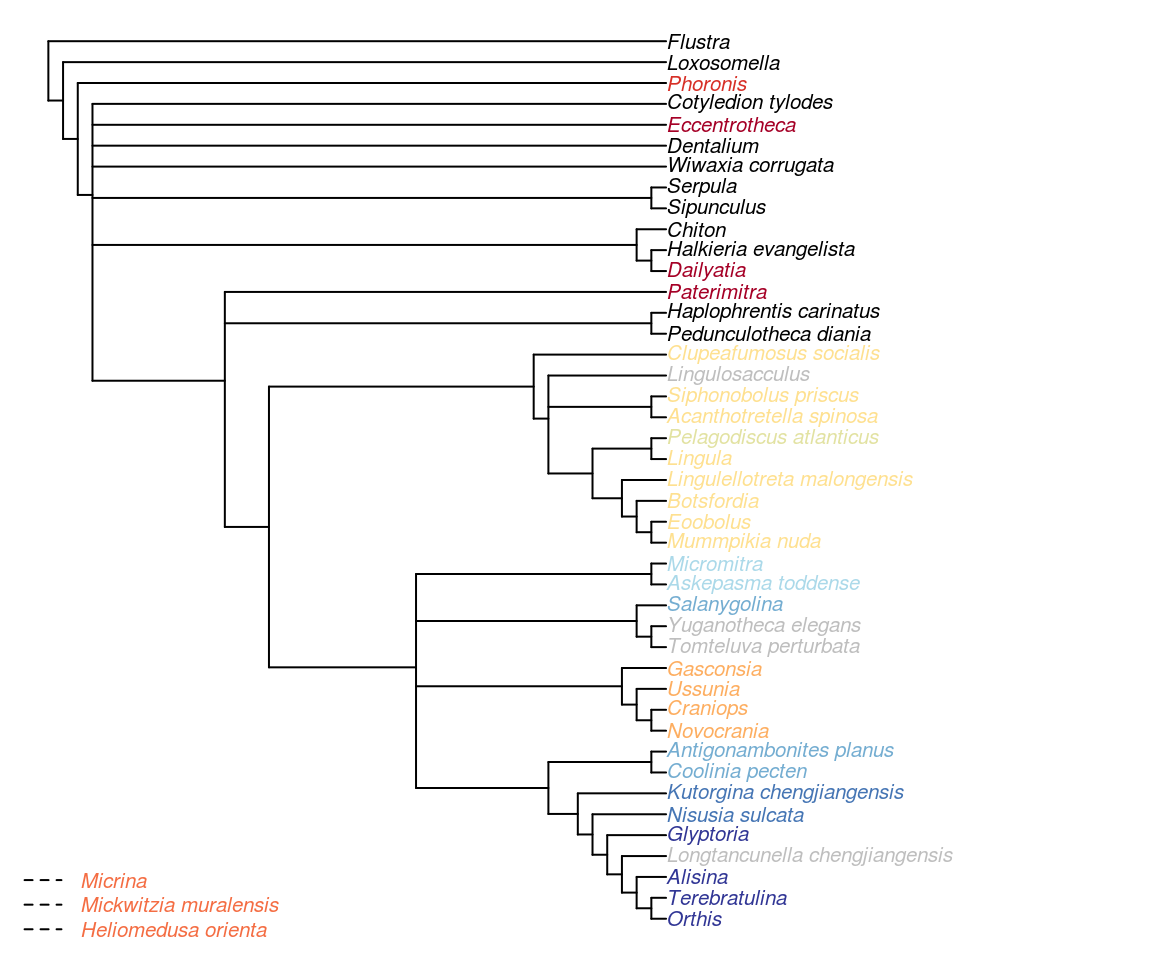 Flustra
Loxosomella
Phoronis
Cotyledion tylodes
Eccentrotheca
Dentalium
Wiwaxia corrugata
Serpula
Sipunculus
Chiton
Halkieria evangelista
Dailyatia
Paterimitra
Haplophrentis carinatus
Pedunculotheca diania
Clupeafumosus socialis
Lingulosacculus
Siphonobolus priscus
Acanthotretella spinosa
Pelagodiscus atlanticus
Lingula
Lingulellotreta malongensis
Botsfordia
Eoobolus
Mummpikia nuda
Micromitra
Askepasma toddense
Salanygolina
Yuganotheca elegans
Tomteluva perturbata
Gasconsia
Ussunia
Craniops
Novocrania
Antigonambonites planus
Coolinia pecten
Kutorgina chengjiangensis
Nisusia sulcata
Glyptoria
Longtancunella chengjiangensis
Alisina
Terebratulina
Orthis
Micrina
Mickwitzia muralensis
Heliomedusa orienta